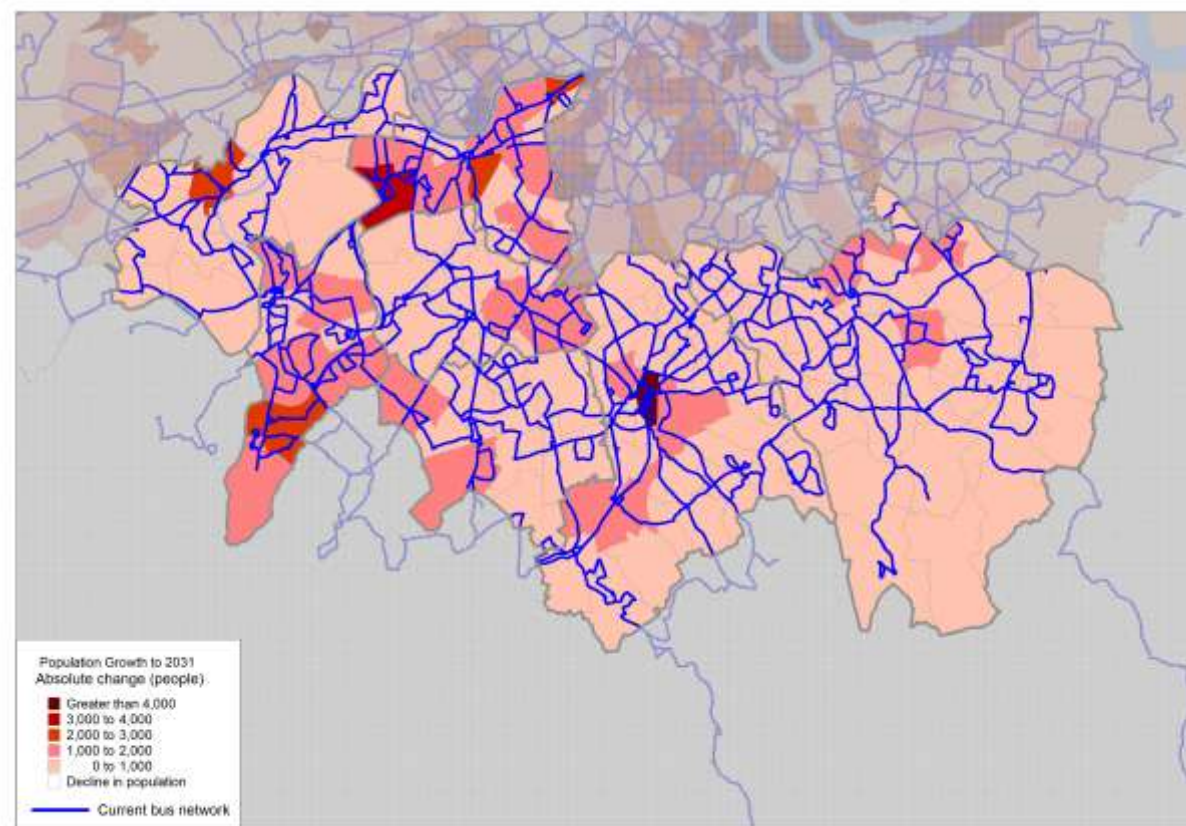 Population Growth to 2031
Absolute change (people)
Greater than 4,000
3,000 to 4,000
2,000 to 3,000
1,000 to 2,000
0 to 1,000
Decline in population
Current bus network